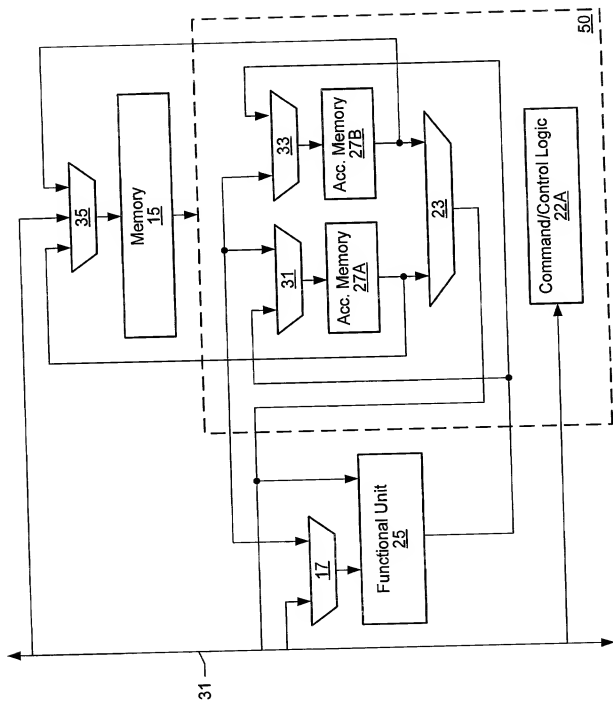 35
Memory
15
50
33
31
Acc. Memory
27B
Acc. Memory
27A
23
Command/Control Logic
22A
17
Functional Unit
25
31